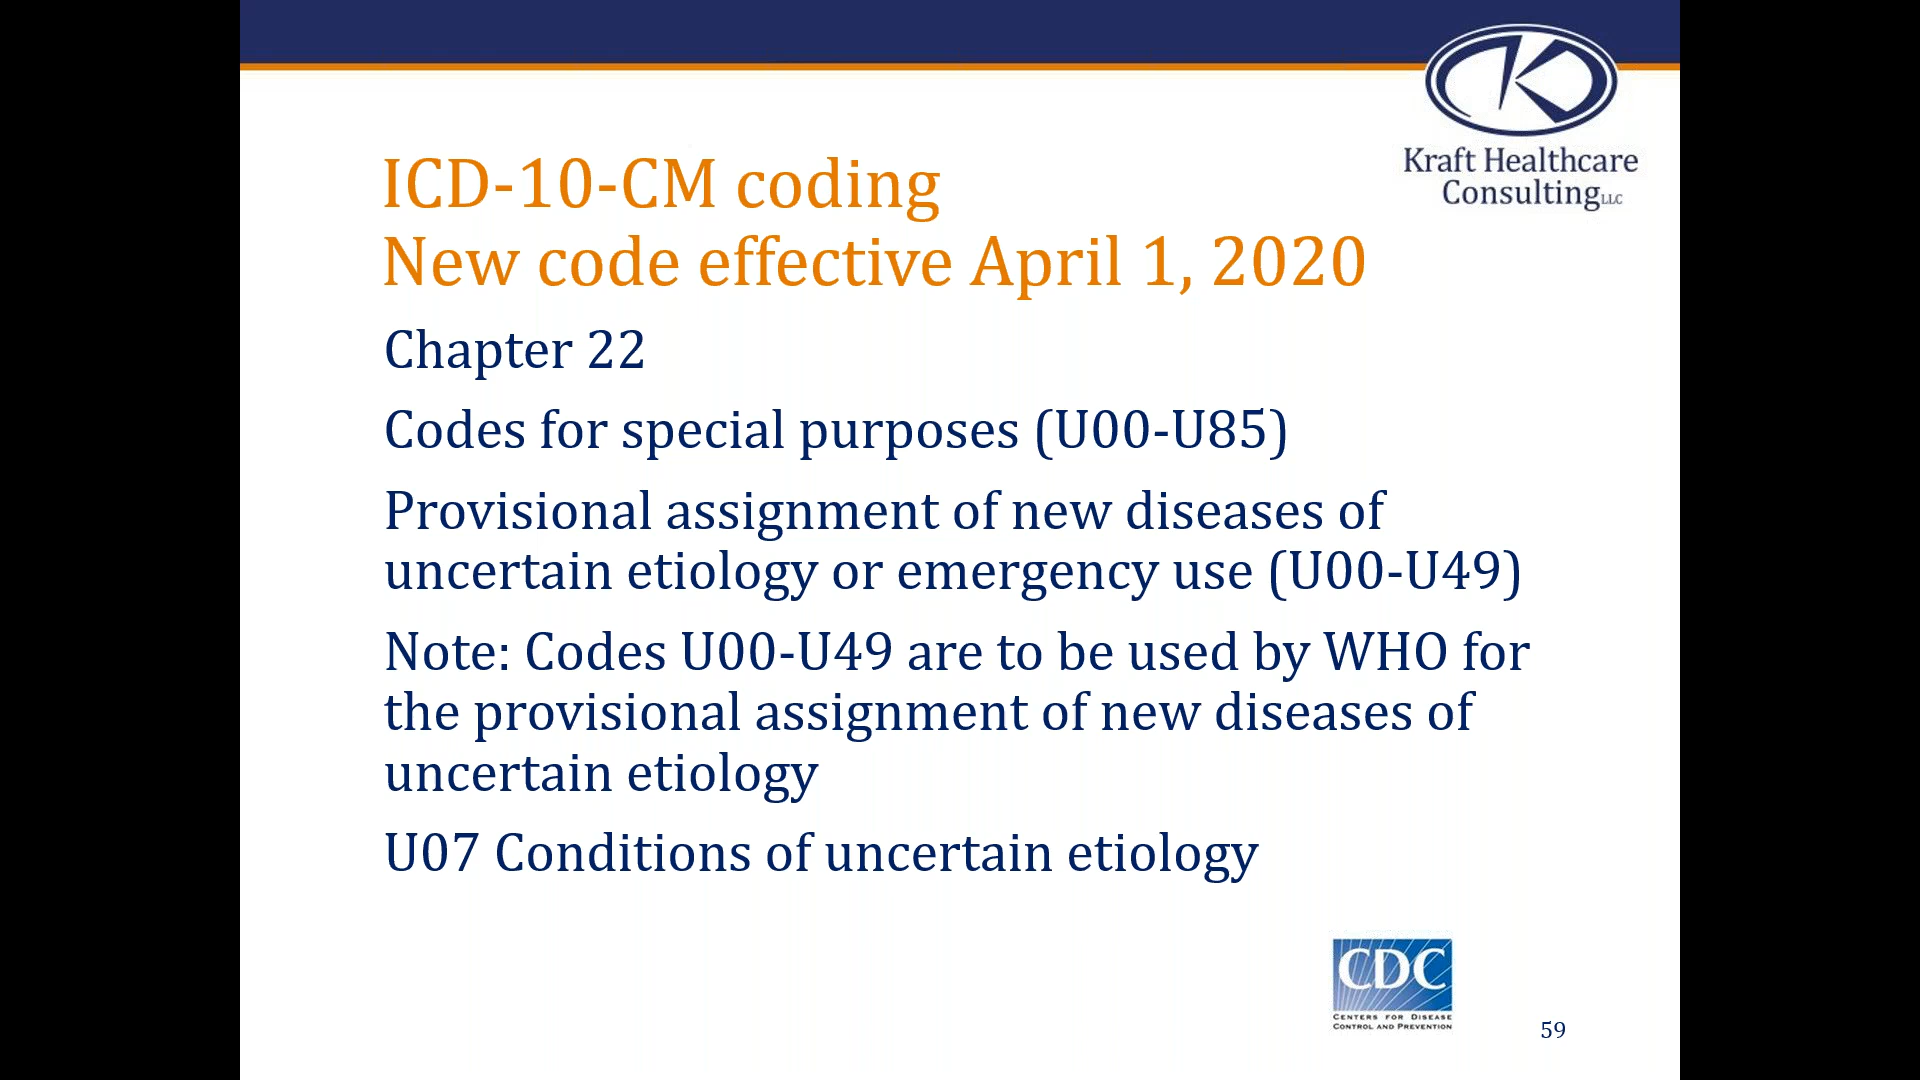 Kraft Healthcare
Consulting LLC
ICD-10-CM coding
New code effective April 1, 2020
Chapter 22
Codes for special purposes (U00-U85)
Provisional assignment of new diseases of
uncertain etiology or emergency use (U00-U49)
Note: Codes U00-U49 are to be used by WHO for
the provisional assignment of new diseases of
uncertain etiology
U07 Conditions of uncertain etiology
CDC
CENTERS FOR DISEASE
CONTROL AND PREVENTION
59